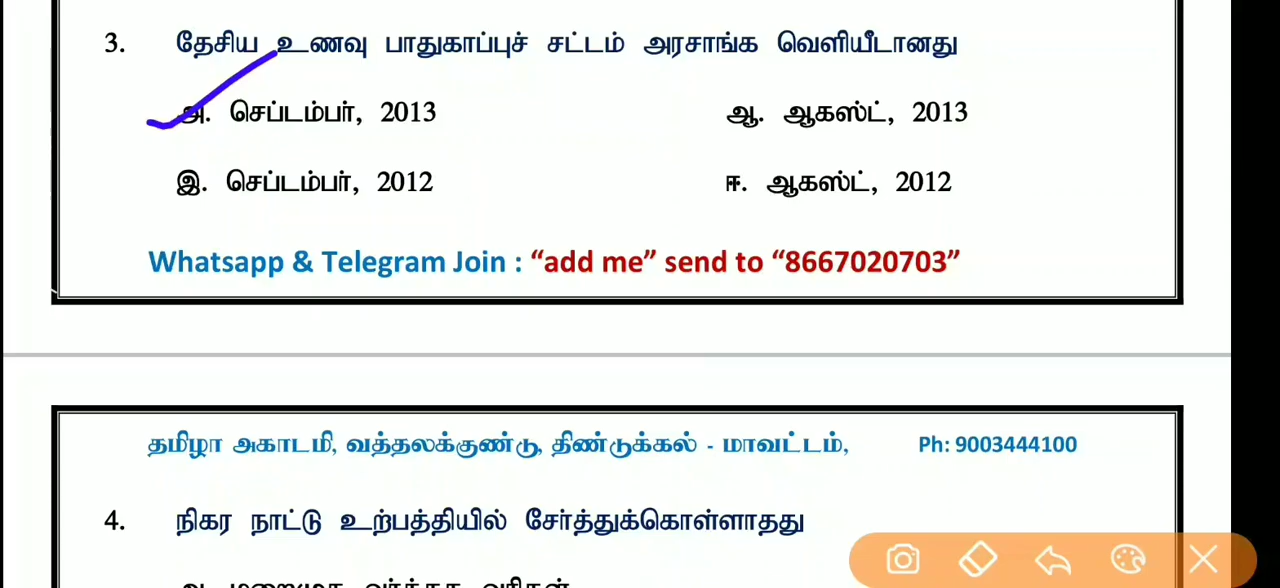 3. தேசிய உணவு பாதுகாப்புச் சட்டம் அரசாங்க வெளியீடானது
அ. செப்டம்பர், 2013 ஆ. ஆகஸ்ட், 2013
இ. செப்டம்பர், 2012 ஈ. ஆகஸ்ட், 2012
Whatsapp & Telegram Join : “add me” send to “8667020703”
தமிழா அகாடமி, வத்தலக்குண்டு, திண்டுக்கல் - மாவட்டம், Ph: 9003444100
4. நிகர நாட்டு உற்பத்தியில் சேர்த்துக்கொள்ளாதது